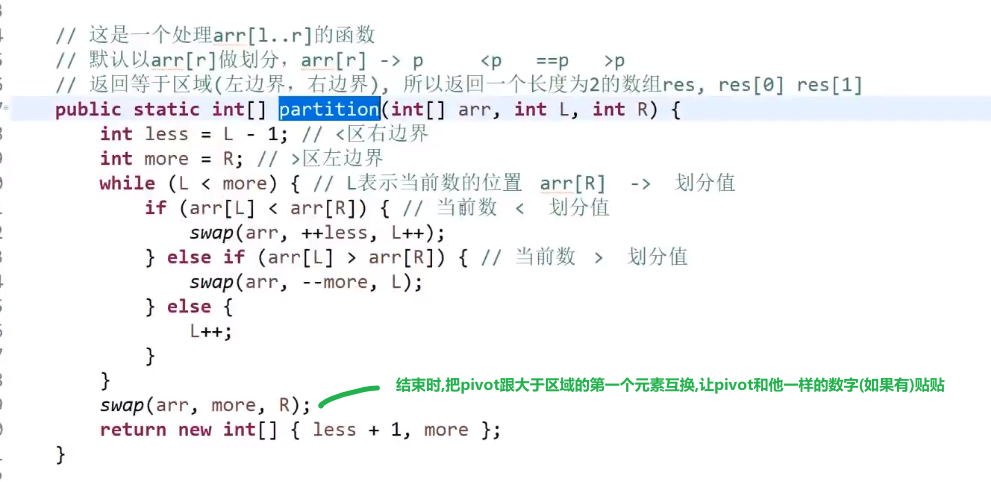 // 这是一个处理arr[l..r]的函数
// 默认以arr[r]做划分，arr[r] -> p <p ==p >p
// 返回等于区域(左边界，右边界), 所以返回一个长度为2的数组res, res[0] res[1]
public static int[] partition(int[] arr, int L, int R) {
int less = L - 1; // <区右边界
int more = R; // >区左边界
while (L < more) { // L表示当前数的位置 arr[R] -> 划分值
if (arr[L] < arr[R]) { // 当前数 < 划分值
swap(arr, ++less, L++);
} else if (arr[L] > arr[R]) { // 当前数 > 划分值
swap(arr, --more, L);
} else {
L++;
}
}
swap(arr, more, R); 结束时,把pivot跟大于区域的第一个元素互换,让pivot和他一样的数字(如果有)贴贴
return new int[] { less + 1, more };
}